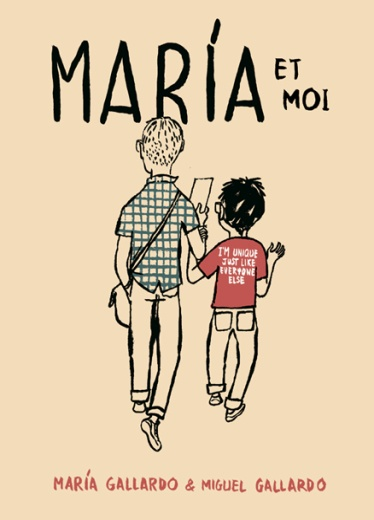 MARÍA
ET
MOI
I'M UNIQUE
JUST LIKE
EVERYONE
ELSE
MARÍA GALLARDO & MIGUEL GALLARDO